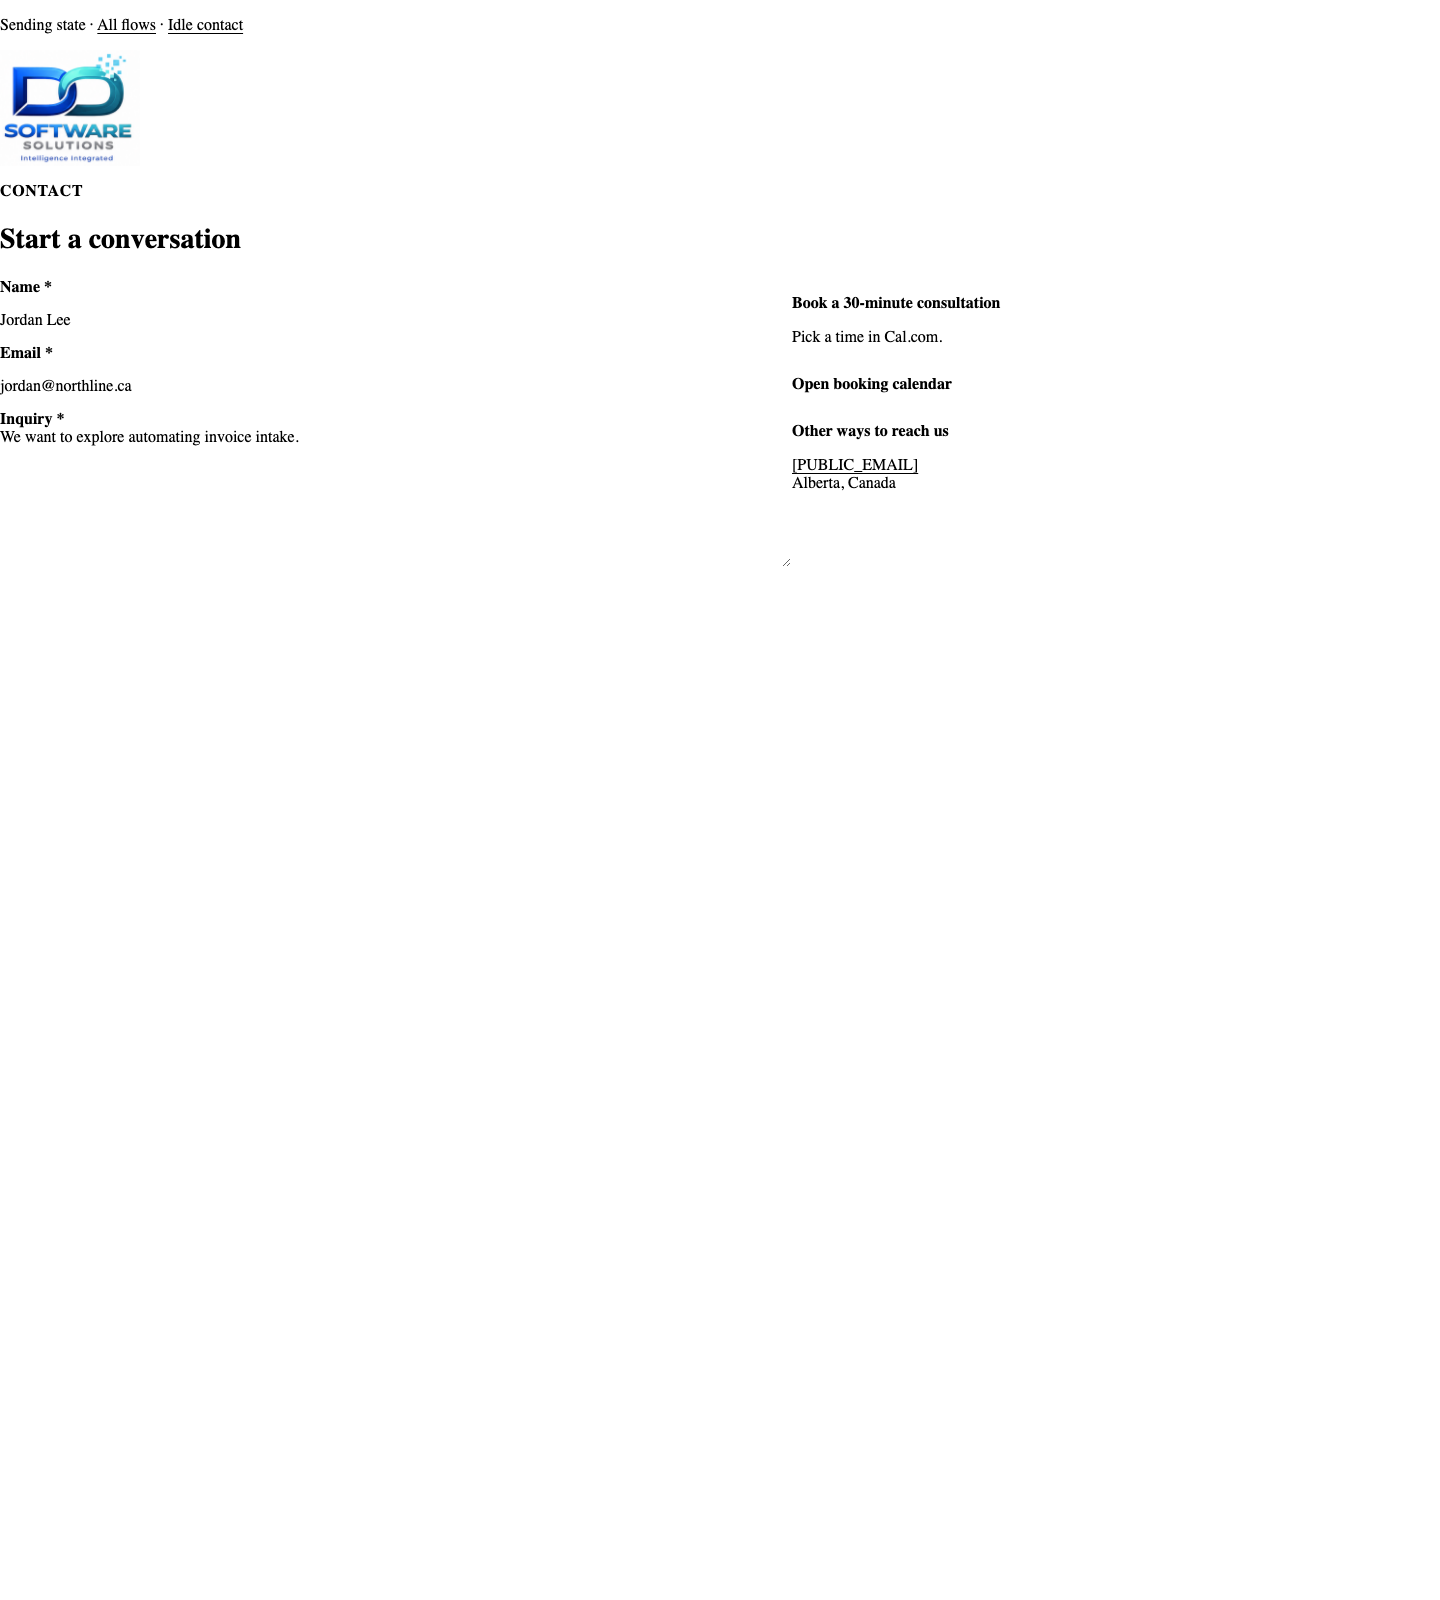 Sending state · All flows · Idle contact
DO
SOFTWARE
SOLUTIONS
Intelligence Integrated
CONTACT
Start a conversation
Name *
Jordan Lee
Email *
jordan@northline.ca
Inquiry *
We want to explore automating invoice intake.
Book a 30-minute consultation
Pick a time in Cal.com.
Open booking calendar
Other ways to reach us
[PUBLIC_EMAIL]
Alberta, Canada